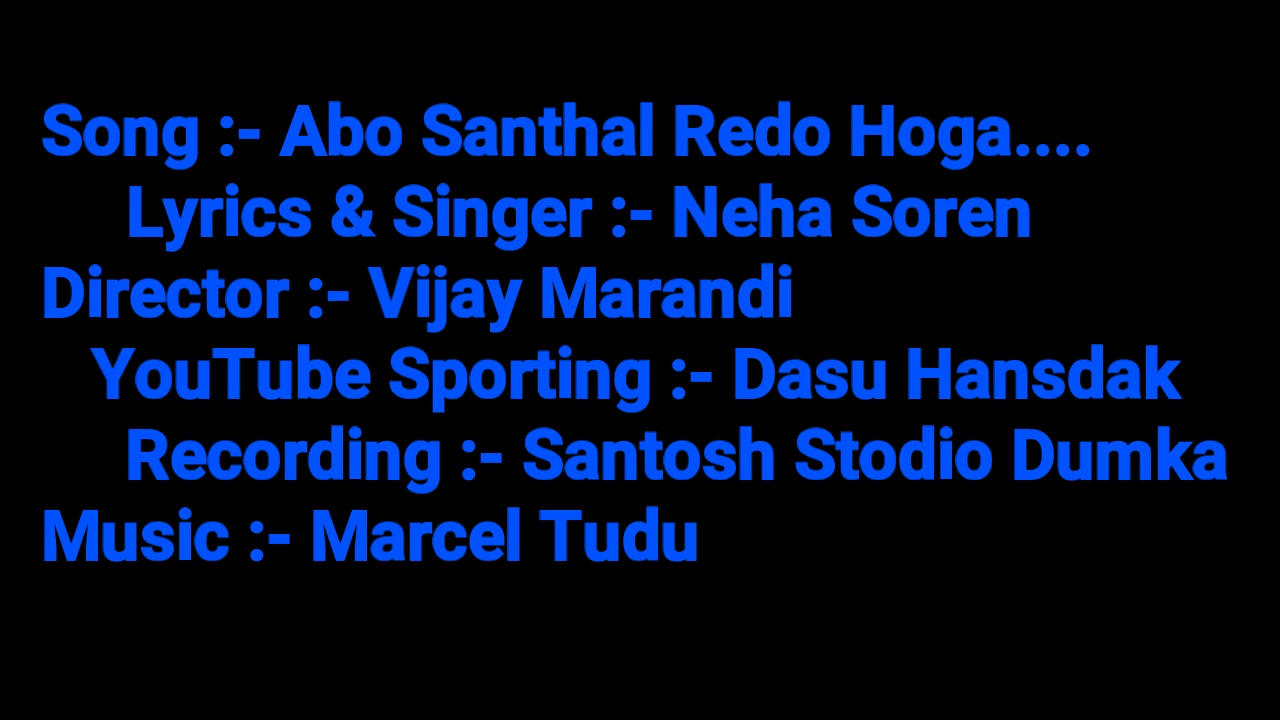 Song :- Abo Santhal Redo Hoga....
Lyrics & Singer :- Neha Soren
Director :- Vijay Marandi
YouTube Sporting :- Dasu Hansdak
Recording :- Santosh Stodio Dumka
Music :- Marcel Tudu